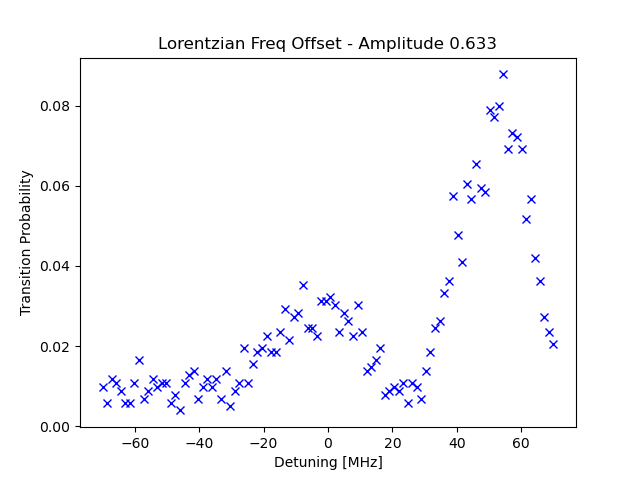 Lorentzian Freq Offset - Amplitude 0.633
0.08
0.06
0.04
0.02
0.00
Transition Probability
−60 −40 −20 0 20 40 60
Detuning [MHz]